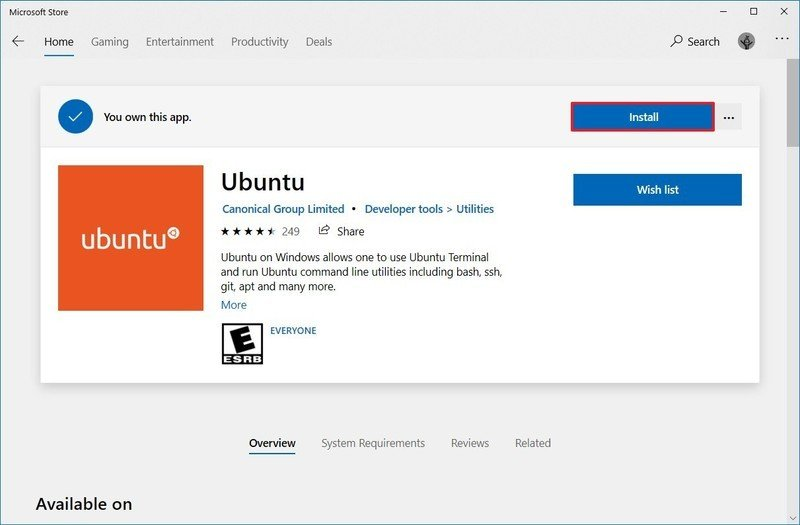 Microsoft Store
Home Gaming Entertainment Productivity Deals Search
You own this app. Install
ubuntu
Ubuntu
Wish list
Canonical Group Limited • Developer tools > Utilities
249 Share
Ubuntu on Windows allows one to use Ubuntu Terminal
and run Ubuntu command line utilities including bash, ssh,
git, apt and many more.
More
E
ESRB
EVERYONE
Overview System Requirements Reviews Related
Available on